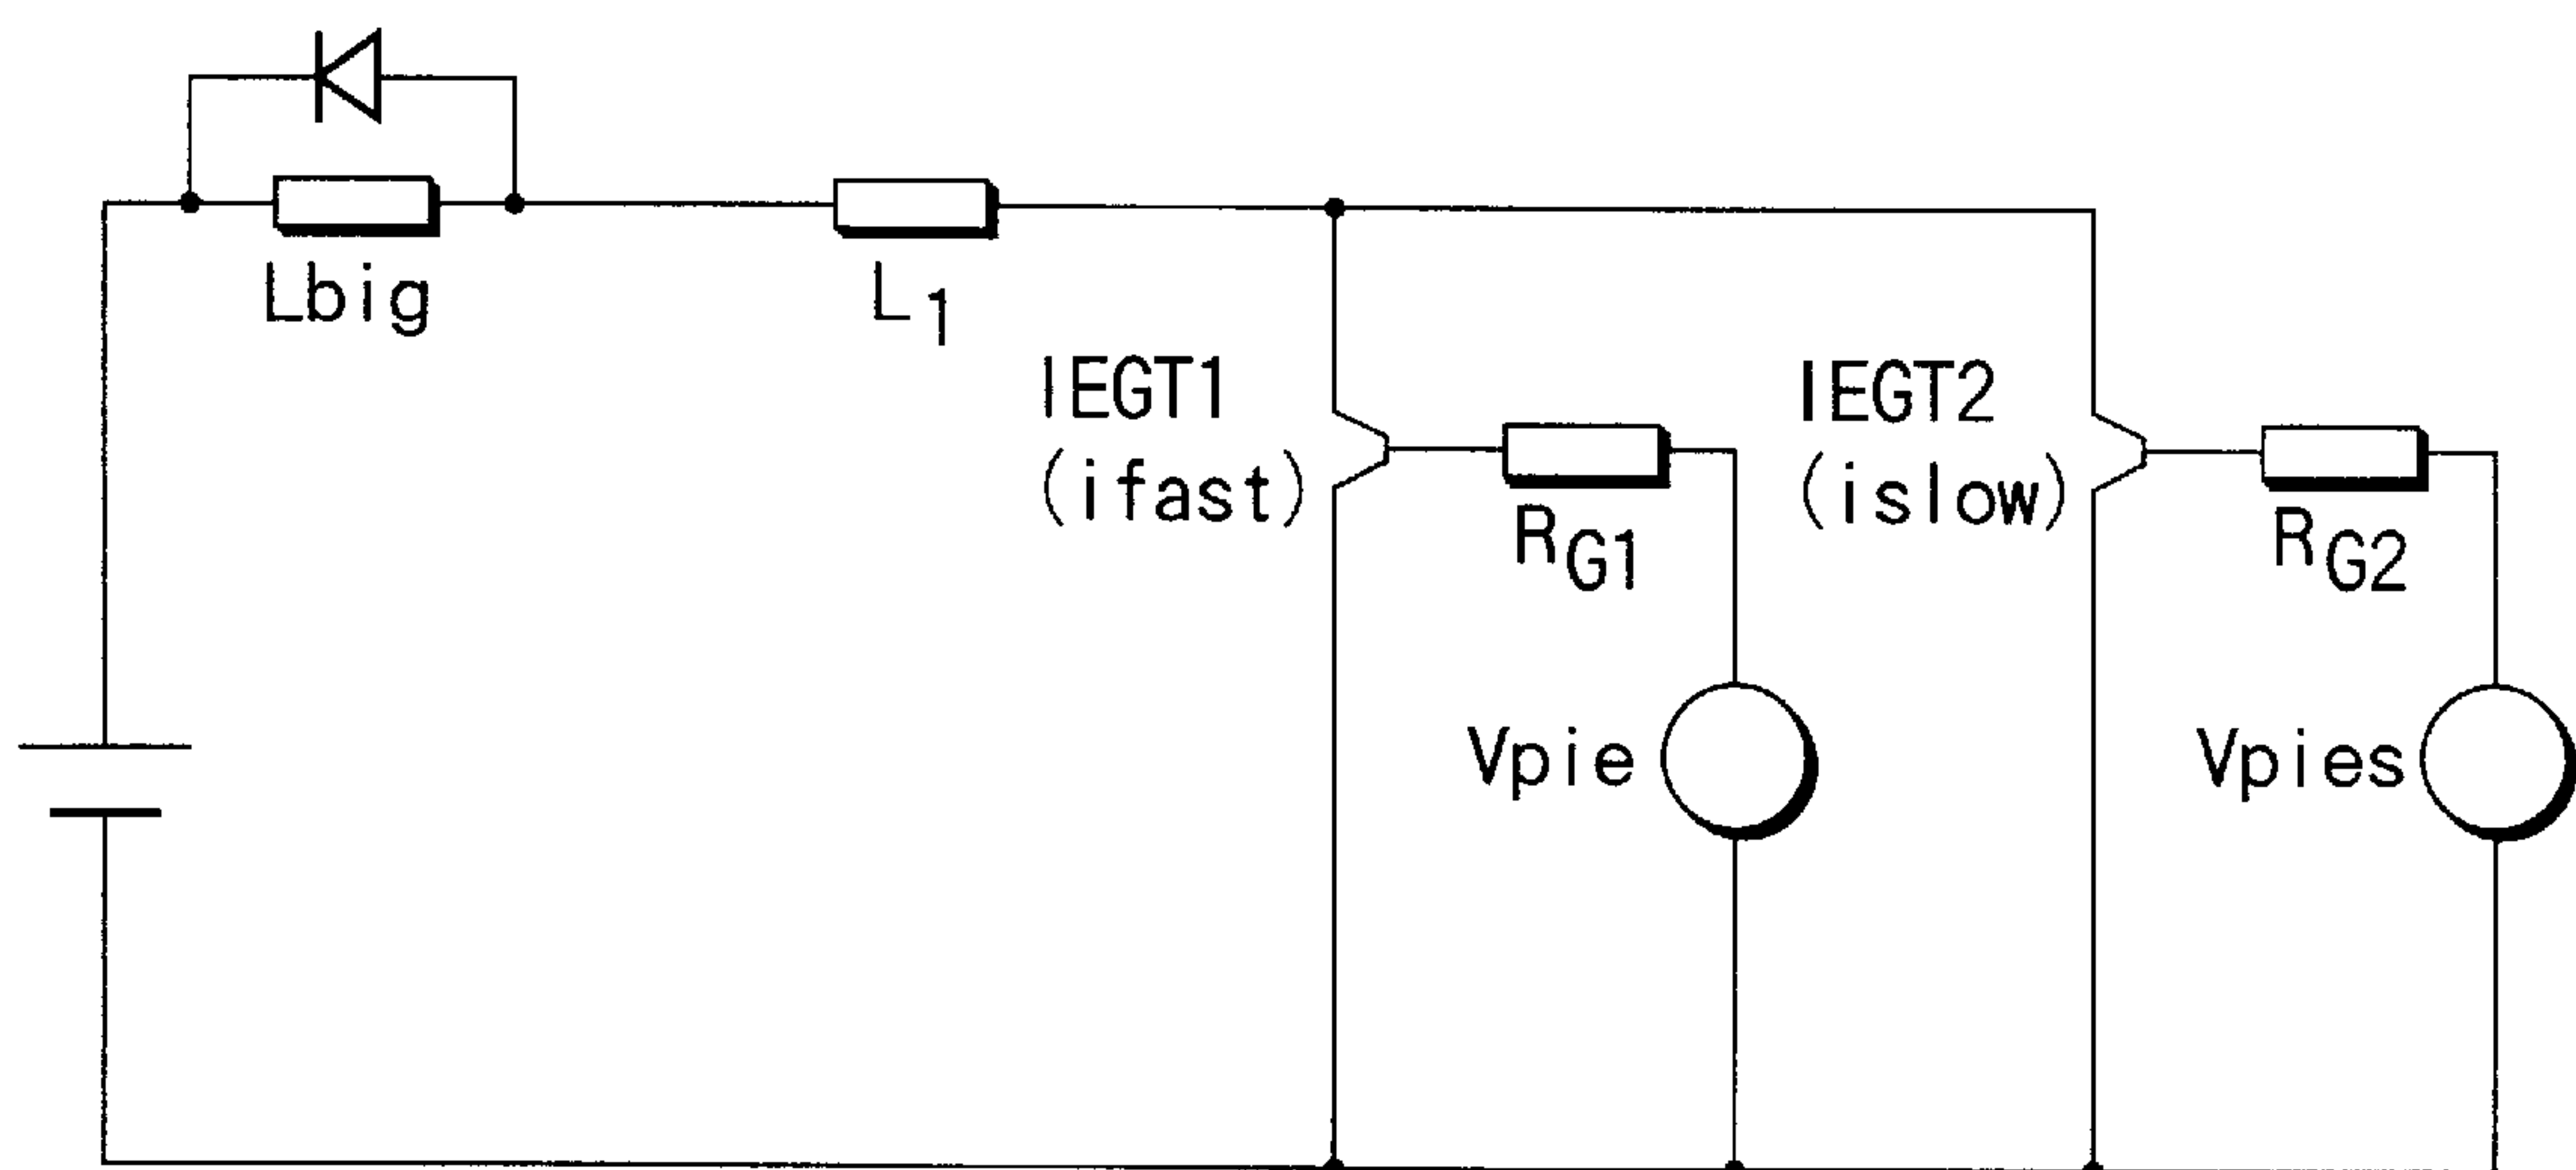 Lbig
L1
IEGT1
(ifast)
RG1
IEGT2
(islow)
RG2
Vpie
Vpies